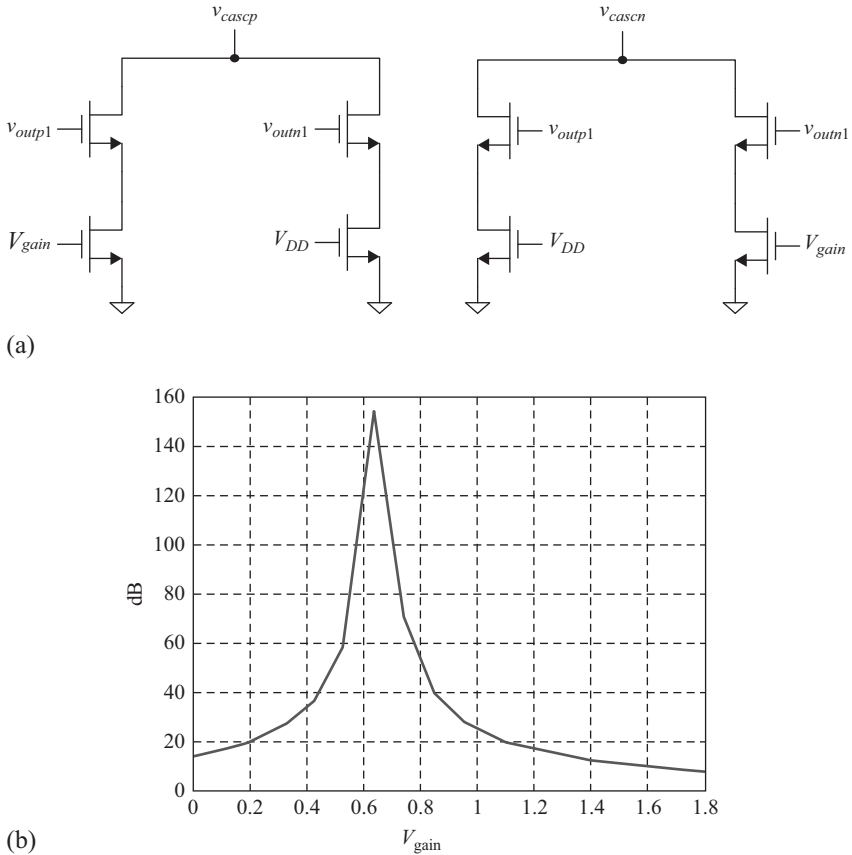 v_cascp v_cascn
v_outp1 v_outn1 v_outp1 v_outn1
V_gain V_DD V_DD V_gain
(a)
160
140
120
100
80
60
40
20
0
dB
0 0.2 0.4 0.6 0.8 1 1.2 1.4 1.6 1.8
V_gain
(b)